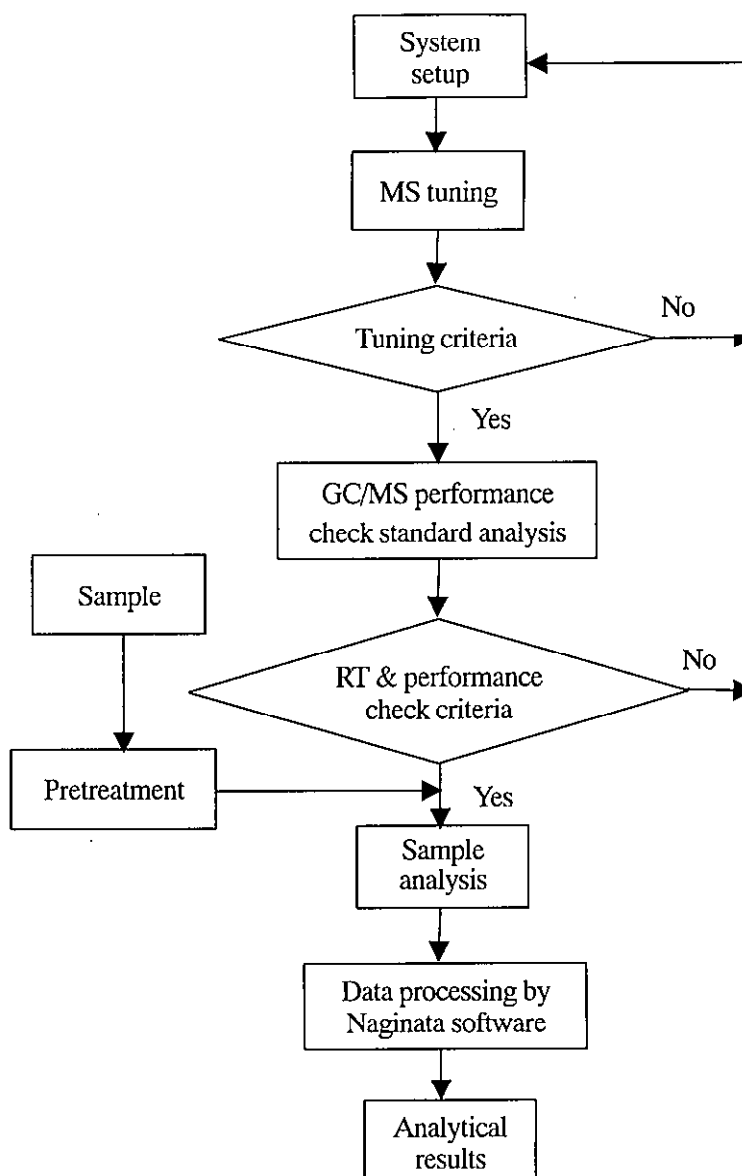 System
setup
MS tuning
Tuning criteria
No
Yes
GC/MS performance
check standard analysis
Sample
RT & performance
check criteria
No
Pretreatment
Yes
Sample
analysis
Data processing by
Naginata software
Analytical
results